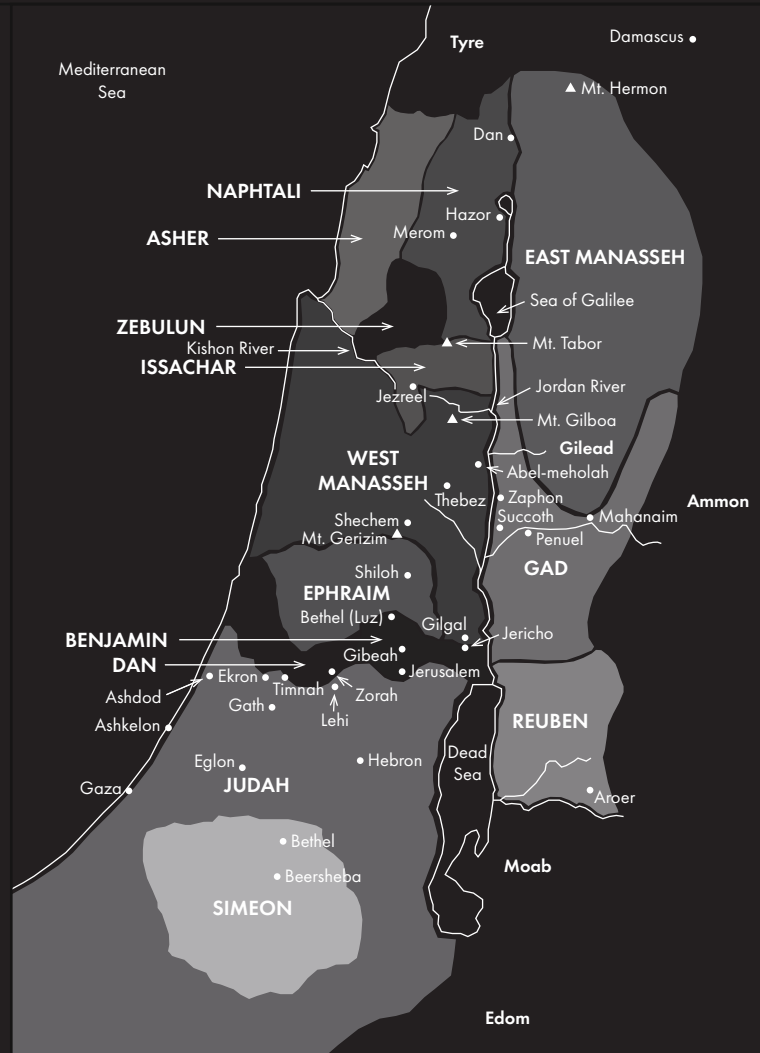 Tyre
Damascus
Mediterranean
Sea
Mt. Hermon
Dan
NAPHTALI
Hazor
Merom
ASHER
EAST MANASSEH
Sea of Galilee
ZEBULUN
Kishon River
Mt. Tabor
ISSACHAR
Jordan River
Jezreel
Mt. Gilboa
Gilead
WEST
MANASSEH
Abel-meholah
Thebez
Zaphon
Ammon
Succoth
Mahanaim
Shechem
Mt. Gerizim
Penuel
GAD
Shiloh
EPHRAIM
Bethel (Luz)
Gilgal
Jericho
BENJAMIN
Gibeah
DAN
Jerusalem
Ekron
Timnah
Zorah
Ashdod
Gath
Lehi
Ashkelon
REUBEN
Dead
Sea
Eglon
Hebron
JUDAH
Gaza
Aroer
Bethel
Moab
Beersheba
SIMEON
Edom